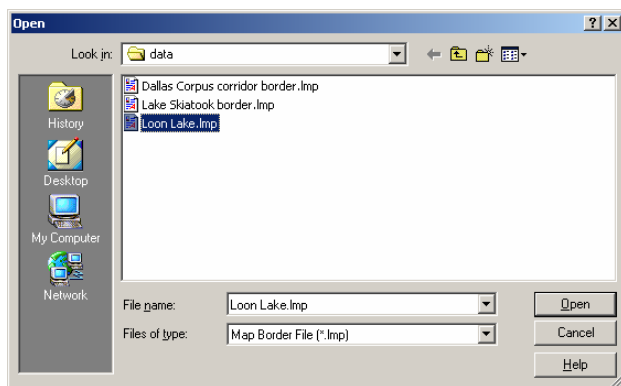 Open
Look in: data
Dallas Corpus corridor border.lmp
Lake Skiatook border.lmp
Loon Lake.lmp
History
Desktop
My Computer
Network
File name: Loon Lake.lmp Open
Files of type: Map Border File (*.lmp) Cancel
Help